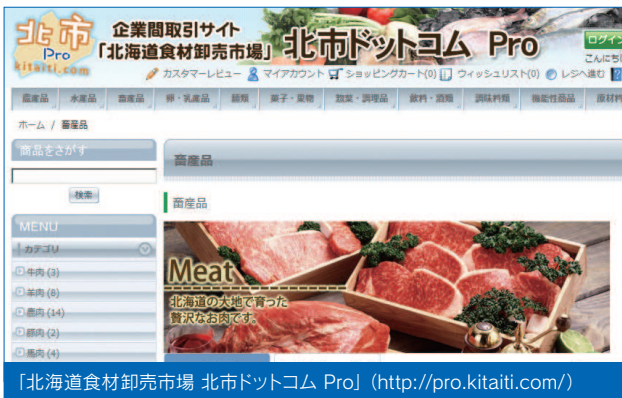 北市
Pro
kitaiti.com
企業間取引サイト
「北海道食材卸売市場」
北市ドットコム Pro
ログイン
こんにちは
カスタマーレビュー マイアカウント ショッピングカート(0) ウィッシュリスト(0) レジへ進む
農産品 水産品 畜産品 卵・乳産品 麺類 菓子・果物 惣菜・調理品 飲料・酒類 調味料類 機能性商品 原材料
ホーム / 畜産品
商品をさがす
検索
畜産品
畜産品
MENU
カテゴリ
牛肉 (3)
羊肉 (8)
鹿肉 (14)
豚肉 (2)
馬肉 (4)
Meat
北海道の大地で育った
贅沢なお肉です。
「北海道食材卸売市場 北市ドットコム Pro」(http://pro.kitaiti.com/)